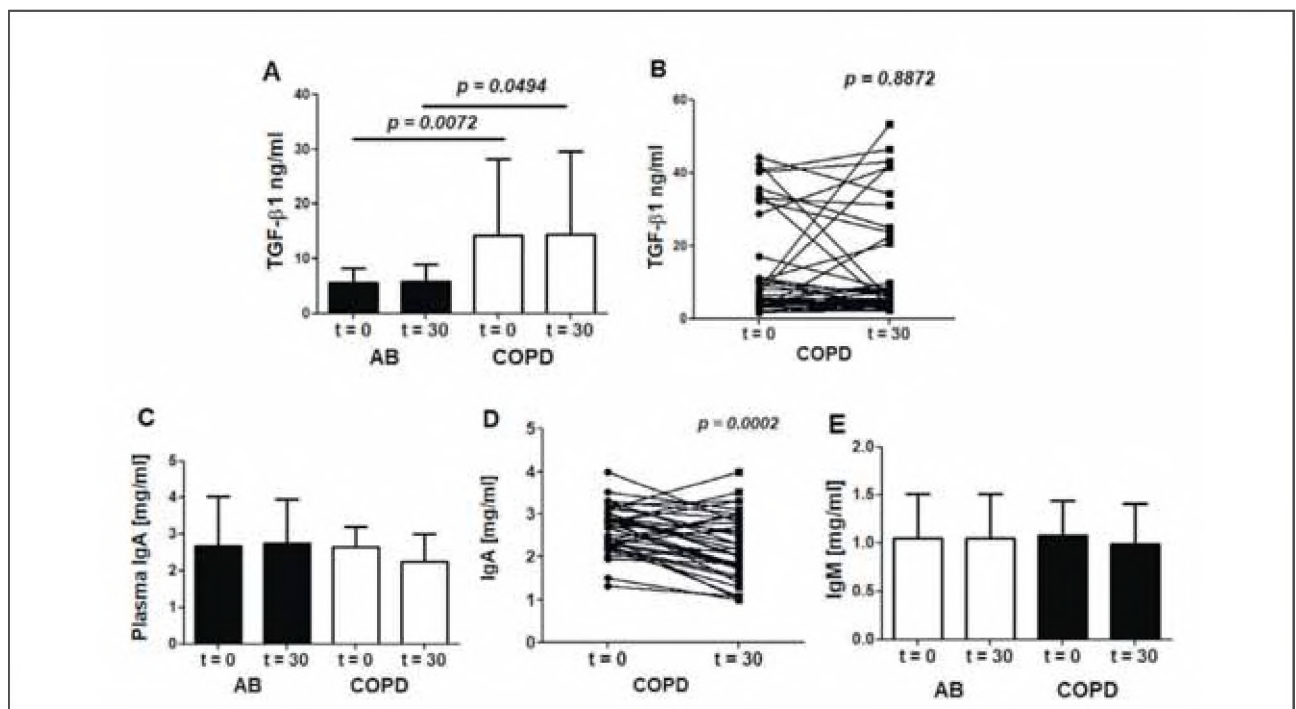 A
p = 0.0494
p = 0.0072
TGF-β1 ng/ml
40
30
20
10
0
t = 0 t = 30 t = 0 t = 30
AB COPD
B
p = 0.8872
TGF-β1 ng/ml
60
40
20
0
t = 0 t = 30
COPD
C
Plasma IgA [mg/ml]
5
4
3
2
1
0
t = 0 t = 30 t = 0 t = 30
AB COPD
D
p = 0.0002
IgA [mg/ml]
5
4
3
2
1
0
t = 0 t = 30
COPD
E
IgM [mg/ml]
2.0
1.5
1.0
0.5
0.0
t = 0 t = 30 t = 0 t = 30
AB COPD